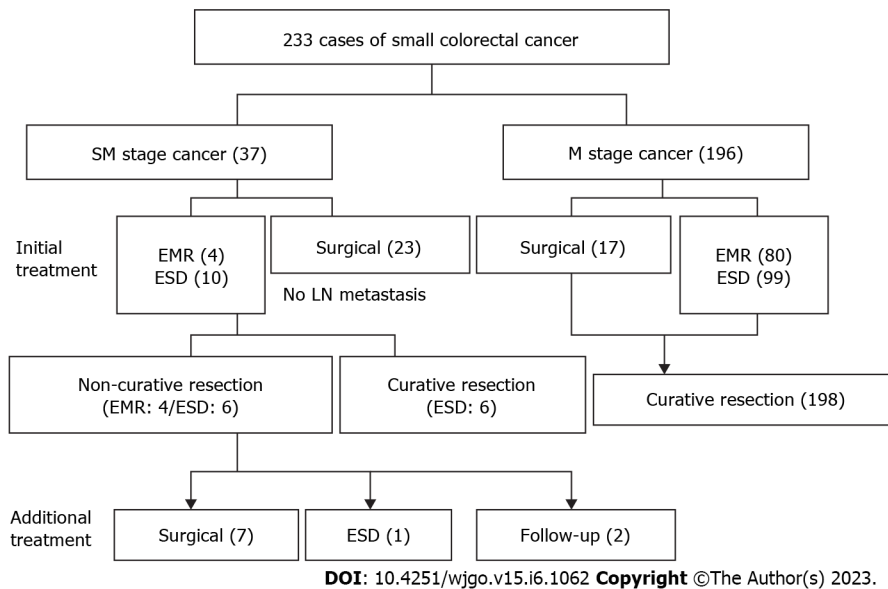 233 cases of small colorectal cancer
SM stage cancer (37)
M stage cancer (196)
Initial
treatment
EMR (4)
ESD (10)
Surgical (23)
No LN metastasis
Surgical (17)
EMR (80)
ESD (99)
Non-curative resection
(EMR: 4/ESD: 6)
Curative resection
(ESD: 6)
Curative resection (198)
Additional
treatment
Surgical (7)
ESD (1)
Follow-up (2)
DOI: 10.4251/wjgo.v15.i6.1062 Copyright ©The Author(s) 2023.